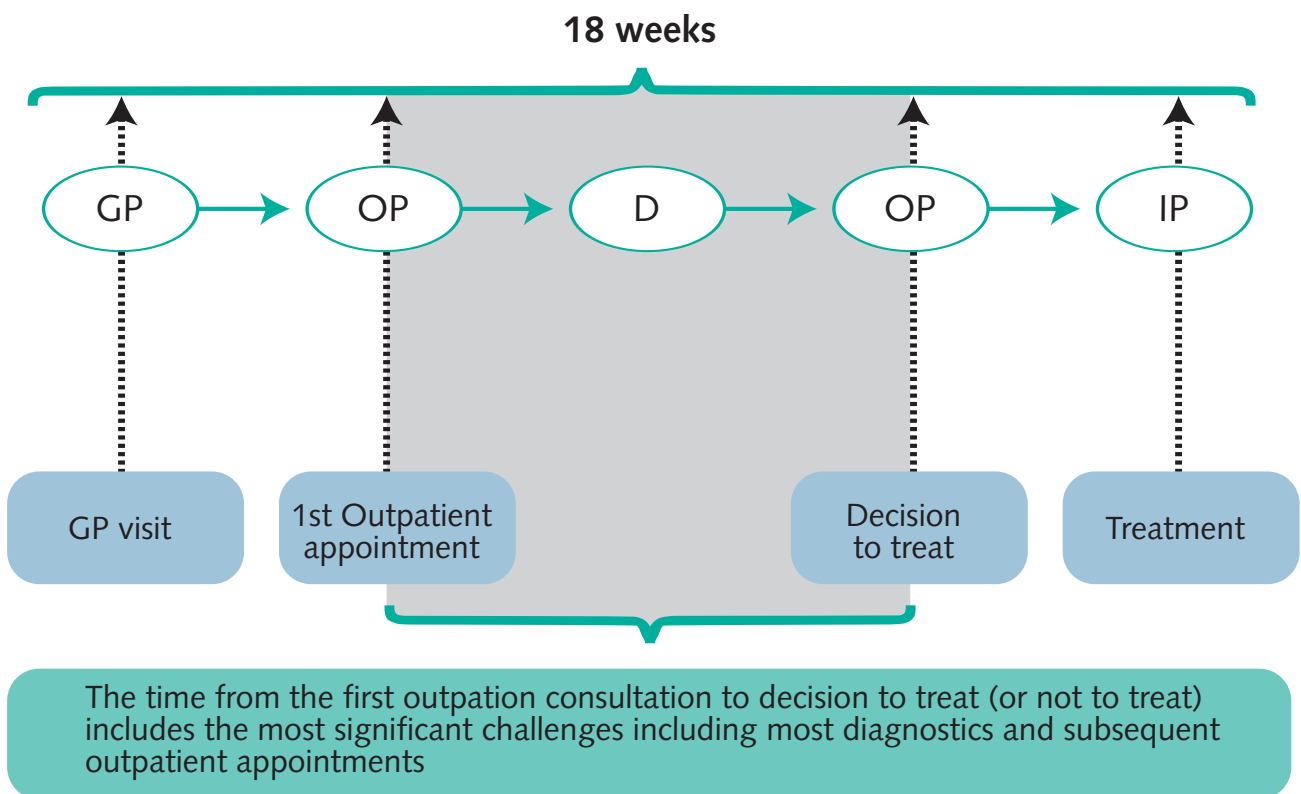 18 weeks
GP
OP
D
OP
IP
GP visit
1st Outpatient
appointment
Decision
to treat
Treatment
The time from the first outpation consultation to decision to treat (or not to treat)
includes the most significant challenges including most diagnostics and subsequent
outpatient appointments